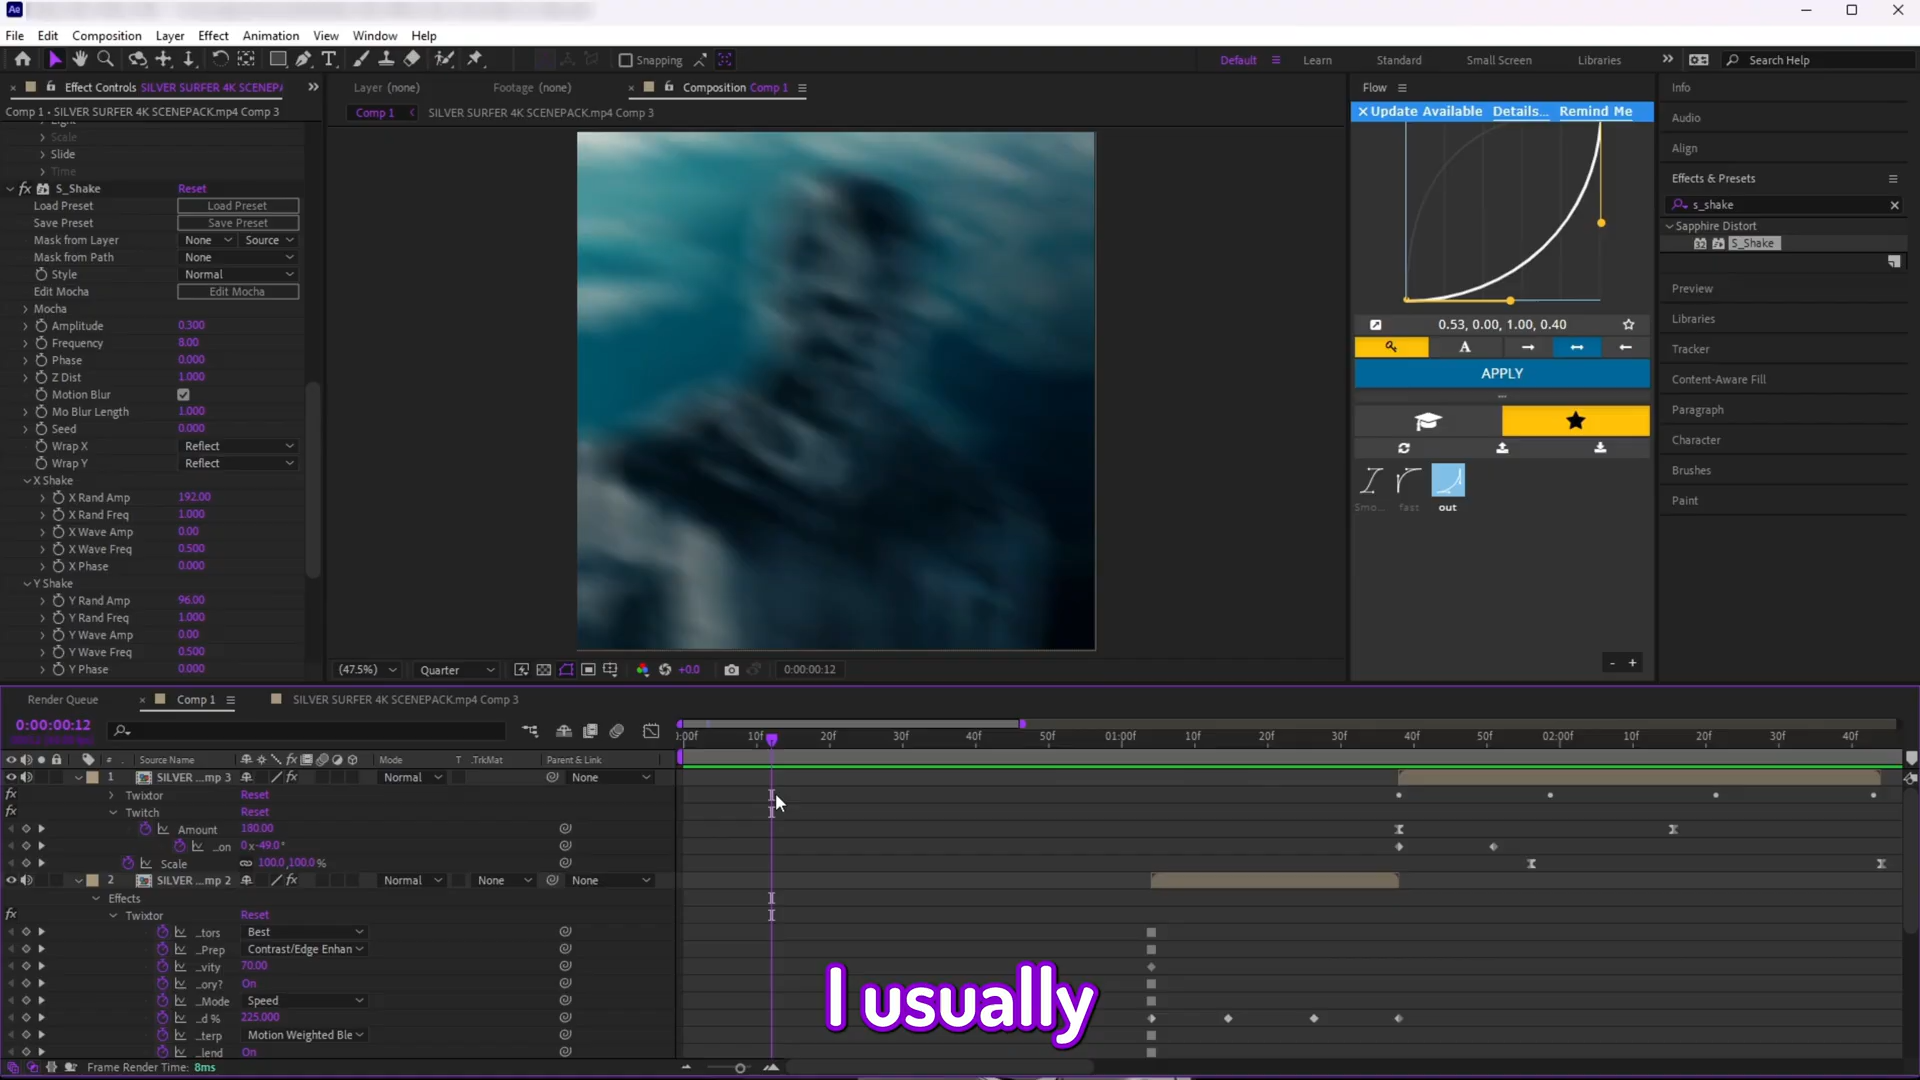 Ae
File Edit Composition Layer Effect Animation View Window Help
Snapping
Default Learn Standard Small Screen Libraries
Search Help
Effect Controls SILVER SURFER 4K SCENEP
Layer (none) Footage (none) Composition Comp 1
Flow
Info
Comp 1 • SILVER SURFER 4K SCENEPACK.mp4 Comp 3
Comp 1 SILVER SURFER 4K SCENEPACK.mp4 Comp 3
Update Available Details... Remind Me
Audio
Align
Effects & Presets
s_shake
Sapphire Distort
S_Shake
Preview
Libraries
Tracker
Content-Aware Fill
Paragraph
Character
Brushes
Paint
Scale
Slide
Time
fx S_Shake Reset
Load Preset Load Preset
Save Preset Save Preset
Mask from Layer None Source
Mask from Path None
Style Normal
Edit Mocha Edit Mocha
Mocha
Amplitude 0.300
Frequency 8.00
Phase 0.000
Z Dist 1.000
Motion Blur
Mo Blur Length 1.000
Seed 0.000
Wrap X Reflect
Wrap Y Reflect
X Shake
X Rand Amp 192.00
X Rand Freq 1.000
X Wave Amp 0.00
X Wave Freq 0.500
X Phase 0.000
Y Shake
Y Rand Amp 96.00
Y Rand Freq 1.000
Y Wave Amp 0.00
Y Wave Freq 0.500
Y Phase 0.000
0.53, 0.00, 1.00, 0.40
A
APPLY
Smo... fast out
- +
(47.5%) Quarter +0.0 0:00:00:12
Render Queue Comp 1 SILVER SURFER 4K SCENEPACK.mp4 Comp 3
0:00:00:12
:00f 10f 20f 30f 40f 50f 01:00f 10f 20f 30f 40f 50f 02:00f 10f 20f 30f 40f
# Source Name Mode T .TrkMat Parent & Link
1 SILVER ...mp 3 Normal None
fx Twixtor Reset
fx Twitch Reset
Amount 180.00
...on 0x-49.0°
Scale 100.0,100.0%
2 SILVER ...mp 2 Normal None None
Effects
fx Twixtor Reset
...tors Best
...Prep Contrast/Edge Enhan
...vity 70.00
...ory? On
...Mode Speed
...d % 225.000
...terp Motion Weighted Ble
...lend On
Frame Render Time: 8ms
I usually